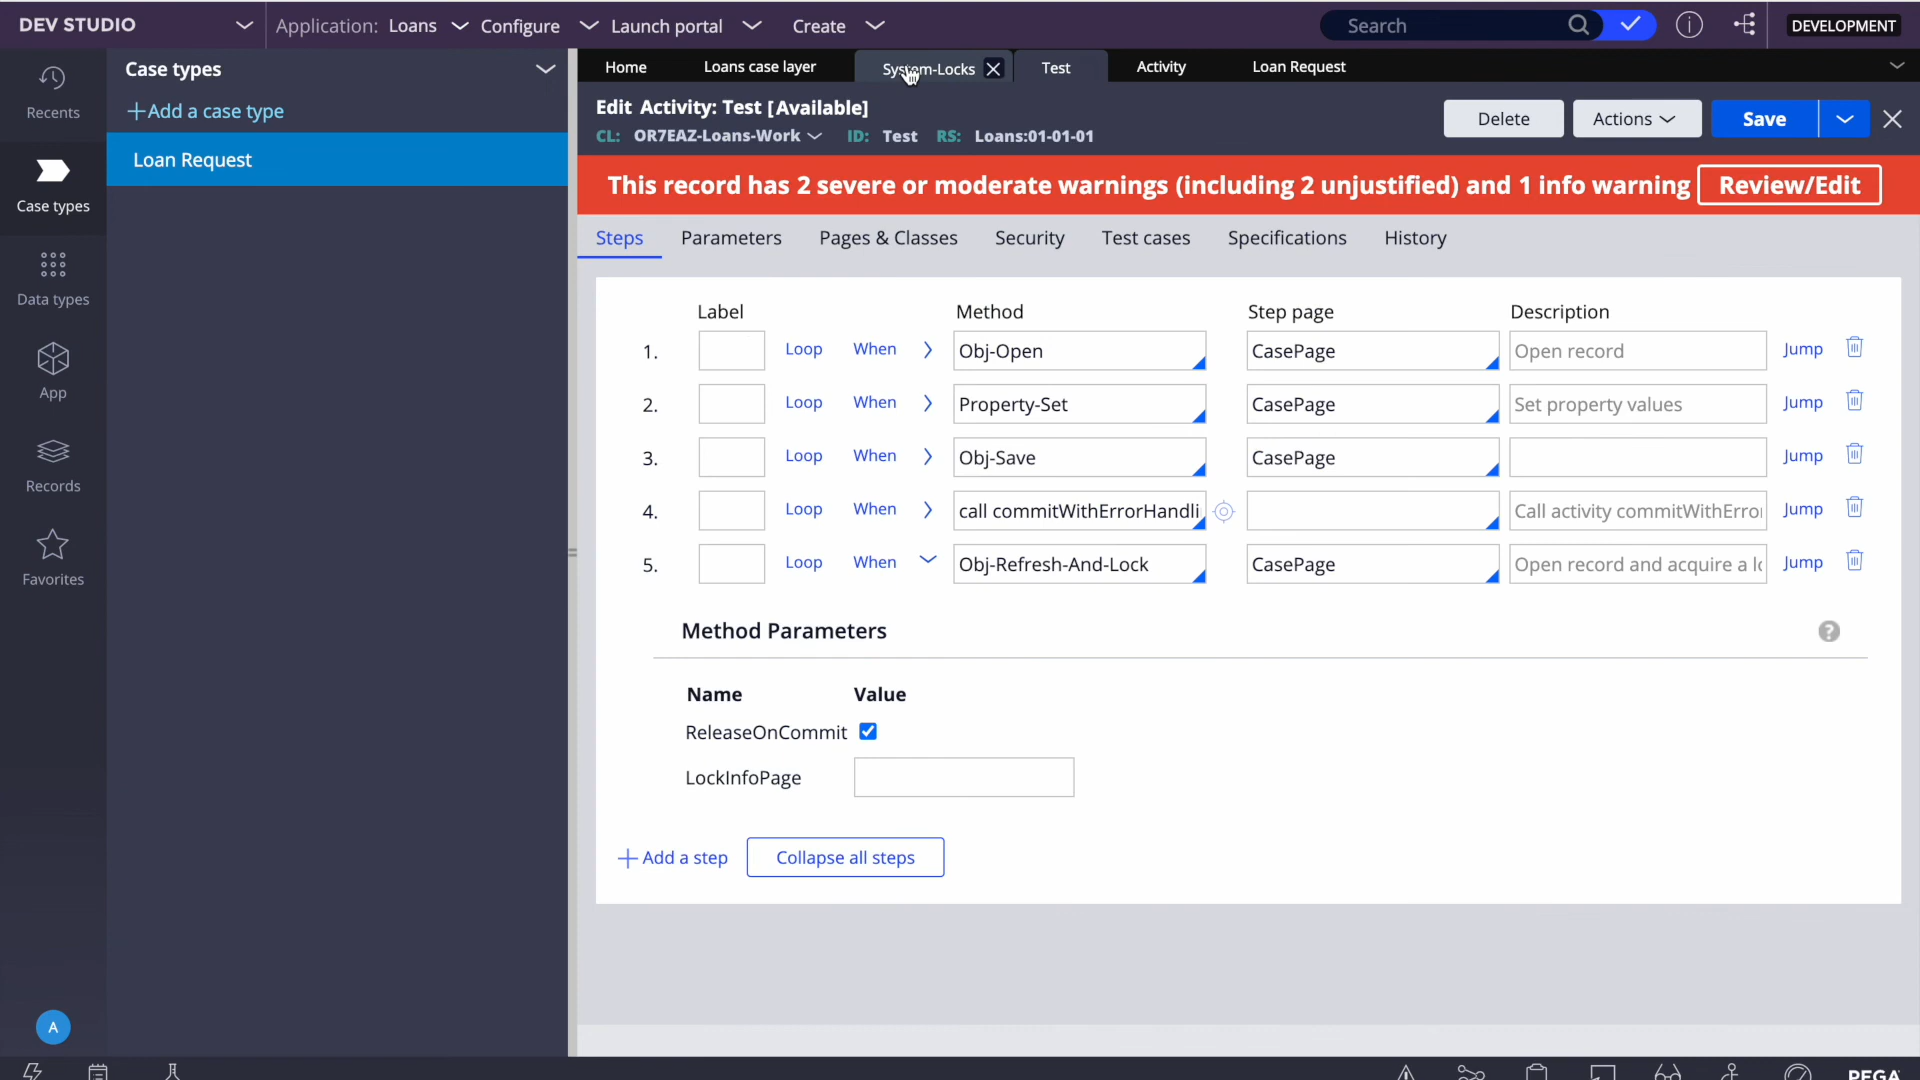 DEV STUDIO
Application: Loans
Configure
Launch portal
Create
Search
DEVELOPMENT
Recents
Case types
Data types
App
Records
Favorites
A
Case types
+Add a case type
Loan Request
Home
Loans case layer
System-Locks
Test
Activity
Loan Request
Edit Activity: Test [Available]
CL: OR7EAZ-Loans-Work ID: Test RS: Loans:01-01-01
Delete
Actions
Save
This record has 2 severe or moderate warnings (including 2 unjustified) and 1 info warning
Review/Edit
Steps
Parameters
Pages & Classes
Security
Test cases
Specifications
History
Label Method Step page Description
1. Loop When Obj-Open CasePage Open record Jump
2. Loop When Property-Set CasePage Set property values Jump
3. Loop When Obj-Save CasePage Jump
4. Loop When call commitWithErrorHandli Call activity commitWithErro Jump
5. Loop When Obj-Refresh-And-Lock CasePage Open record and acquire a lo Jump
Method Parameters
?
Name Value
ReleaseOnCommit
LockInfoPage
+ Add a step
Collapse all steps
PEGA